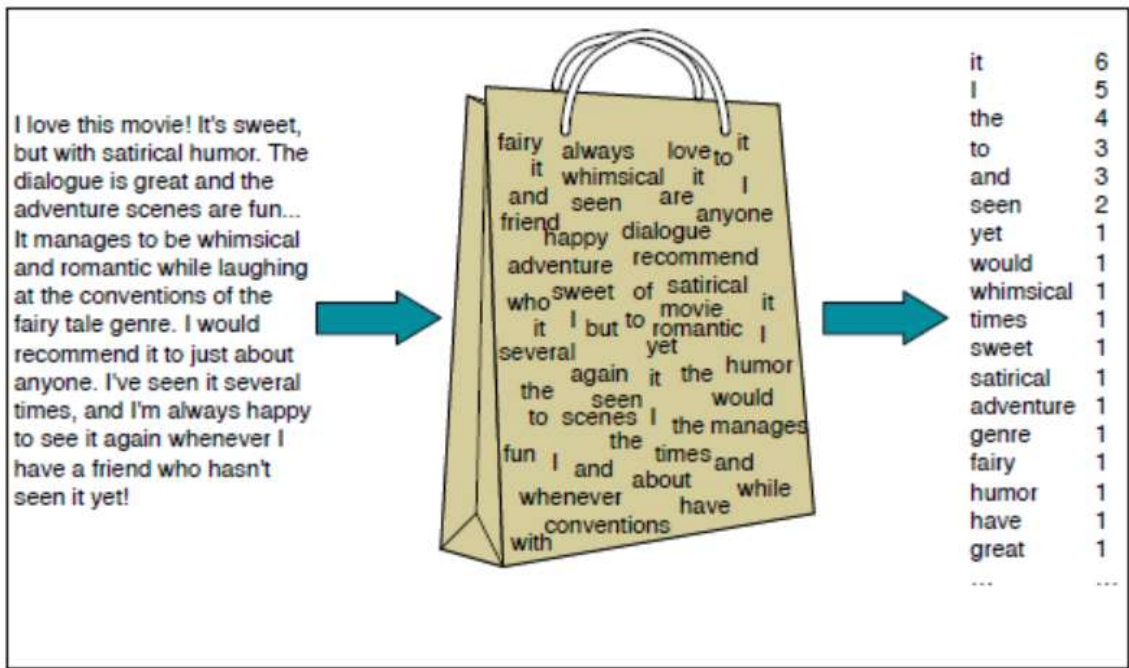 I love this movie! It's sweet,
but with satirical humor. The
dialogue is great and the
adventure scenes are fun...
It manages to be whimsical
and romantic while laughing
at the conventions of the
fairy tale genre. I would
recommend it to just about
anyone. I've seen it several
times, and I'm always happy
to see it again whenever I
have a friend who hasn't
seen it yet!
fairy always love to it
it whimsical it I
and seen are
friend anyone
happy dialogue
adventure recommend
who sweet of satirical
it I but to movie it
romantic I
several yet
again it the humor
the seen would
to scenes I the manages
fun the times and
I and about
whenever have while
conventions
with
it 6
I 5
the 4
to 3
and 3
seen 2
yet 1
would 1
whimsical 1
times 1
sweet 1
satirical 1
adventure 1
genre 1
fairy 1
humor 1
have 1
great 1
... ...